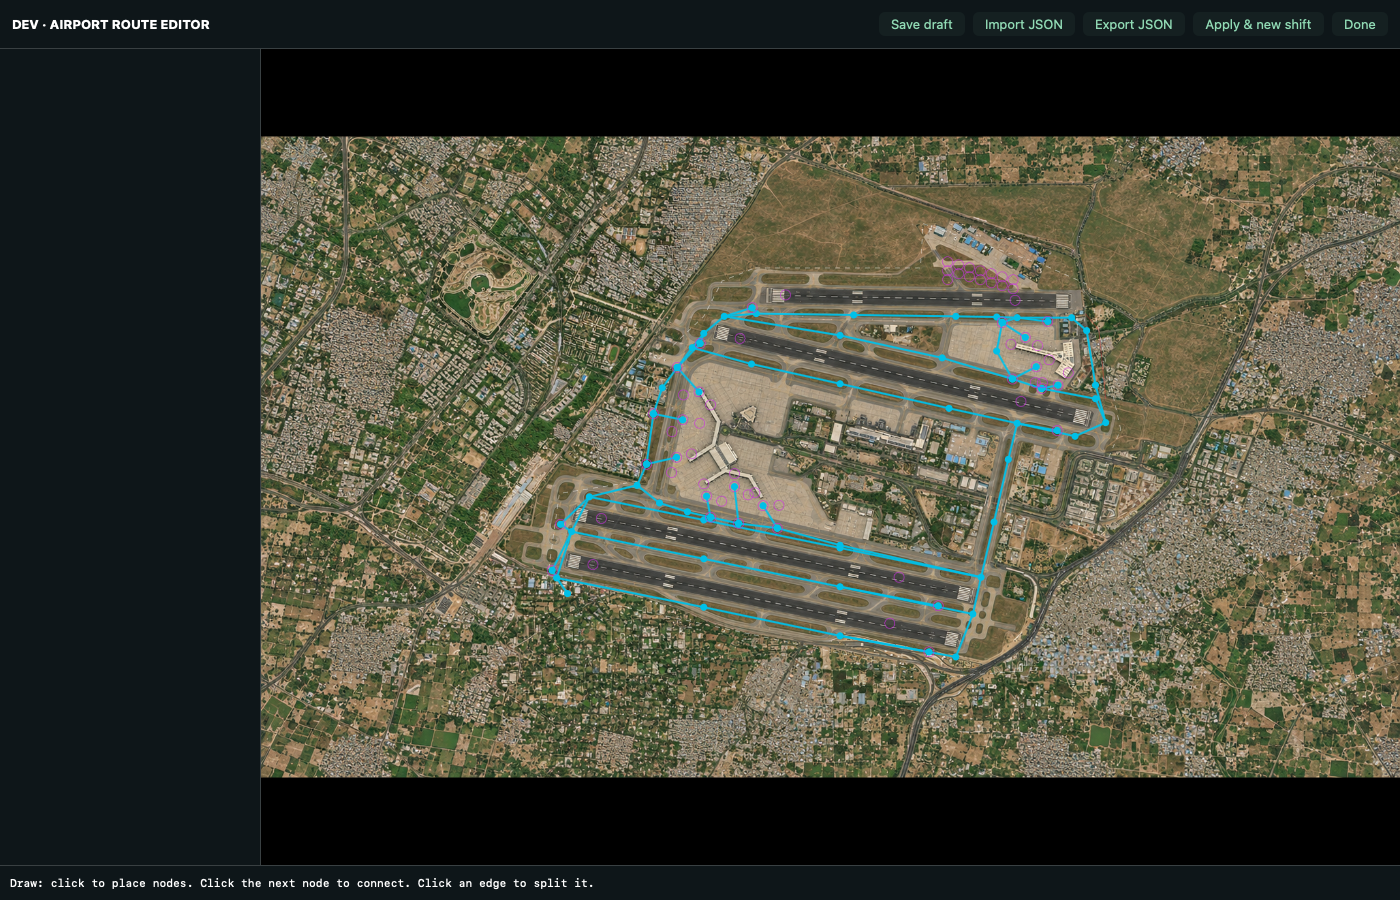 DEV · AIRPORT ROUTE EDITOR
Save draft
Import JSON
Export JSON
Apply & new shift
Done
Draw: click to place nodes. Click the next node to connect. Click an edge to split it.